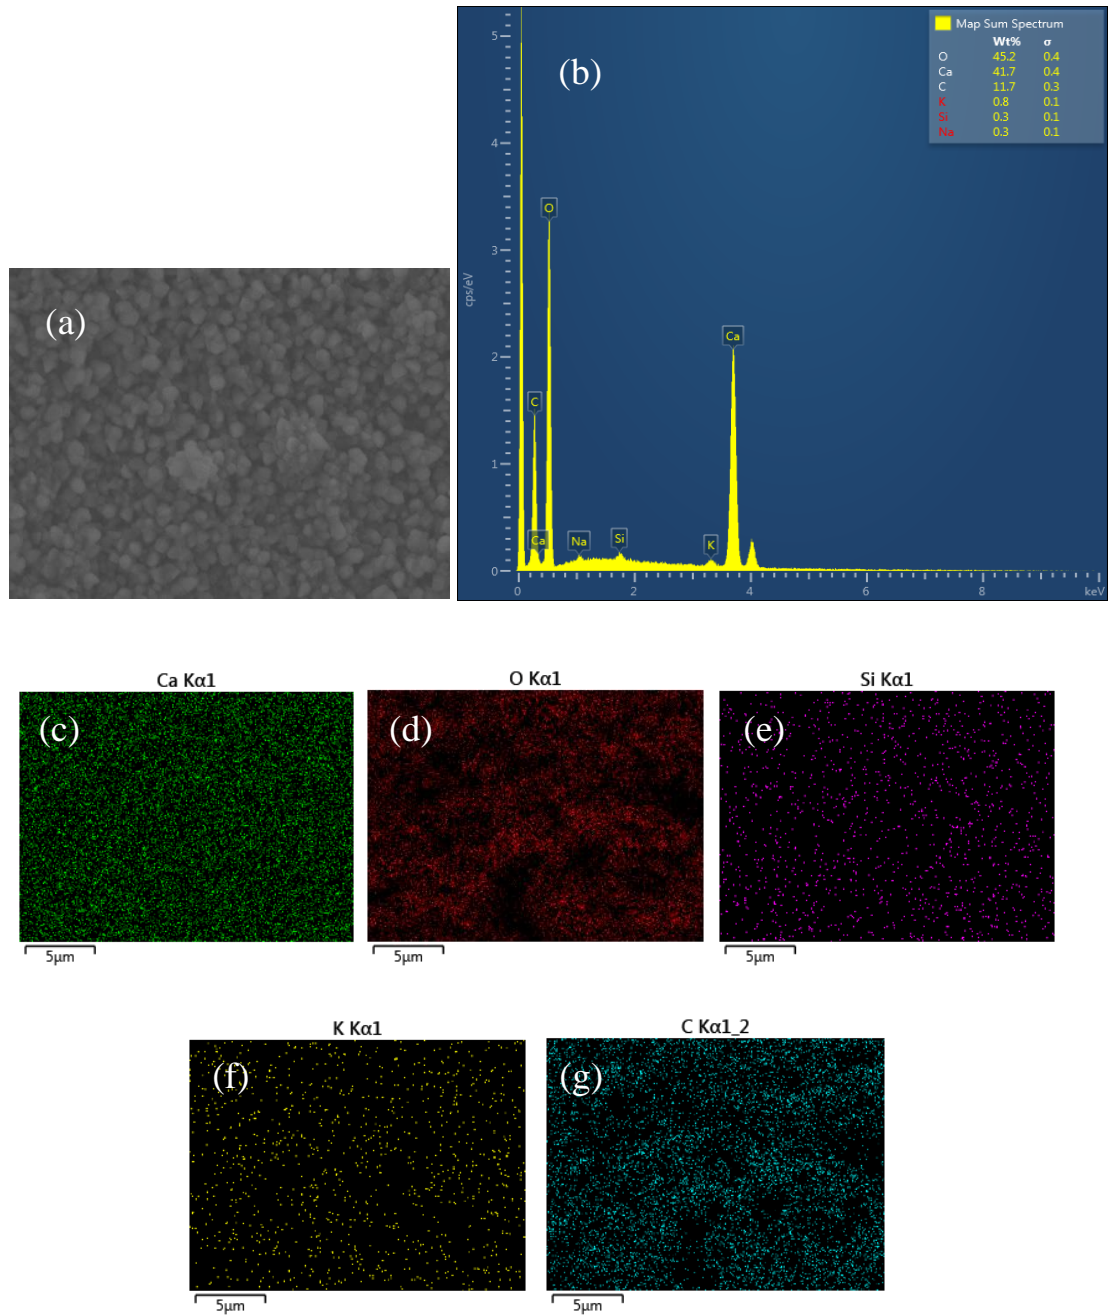 (a)
(b)
Map Sum Spectrum
Wt% σ
O 45.2 0.4
Ca 41.7 0.4
C 11.7 0.3
K 0.8 0.1
Si 0.3 0.1
Na 0.3 0.1
5
4
3
2
1
0
cps/eV
O
C
Ca
Ca
Na
Si
K
0 2 4 6 8 keV
Ca Kα1
(c)
5µm
O Kα1
(d)
5µm
Si Kα1
(e)
5µm
K Kα1
(f)
5µm
C Kα1_2
(g)
5µm